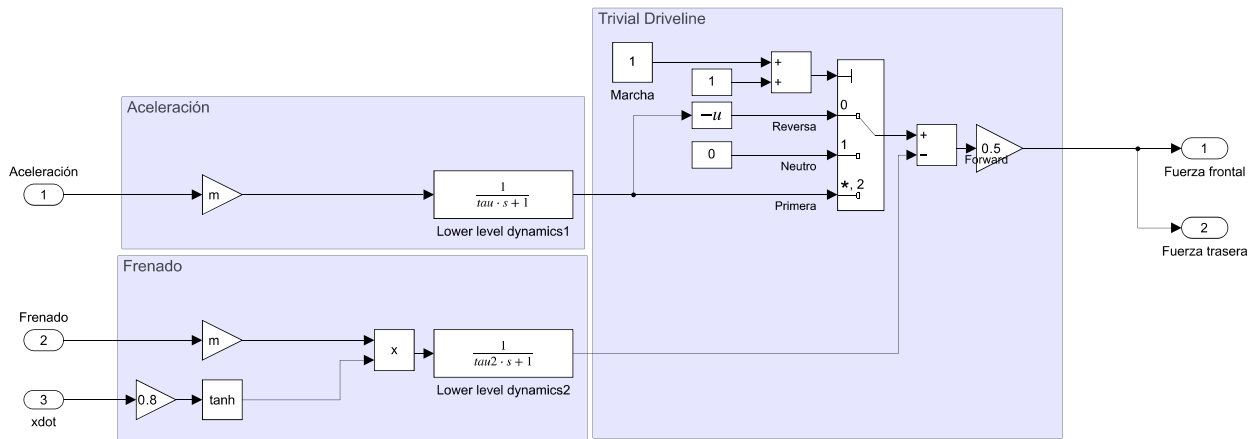 Trivial Driveline
1
Marcha
+
+
1
Aceleración
0
−u
Reversa
1
0
Neutro
+
−
0.5
Forward
1
Fuerza frontal
Aceleración
1
m
1
tau · s + 1
Lower level dynamics1
*, 2
Primera
2
Fuerza trasera
Frenado
Frenado
2
m
x
1
tau2 · s + 1
Lower level dynamics2
3
xdot
0.8
tanh